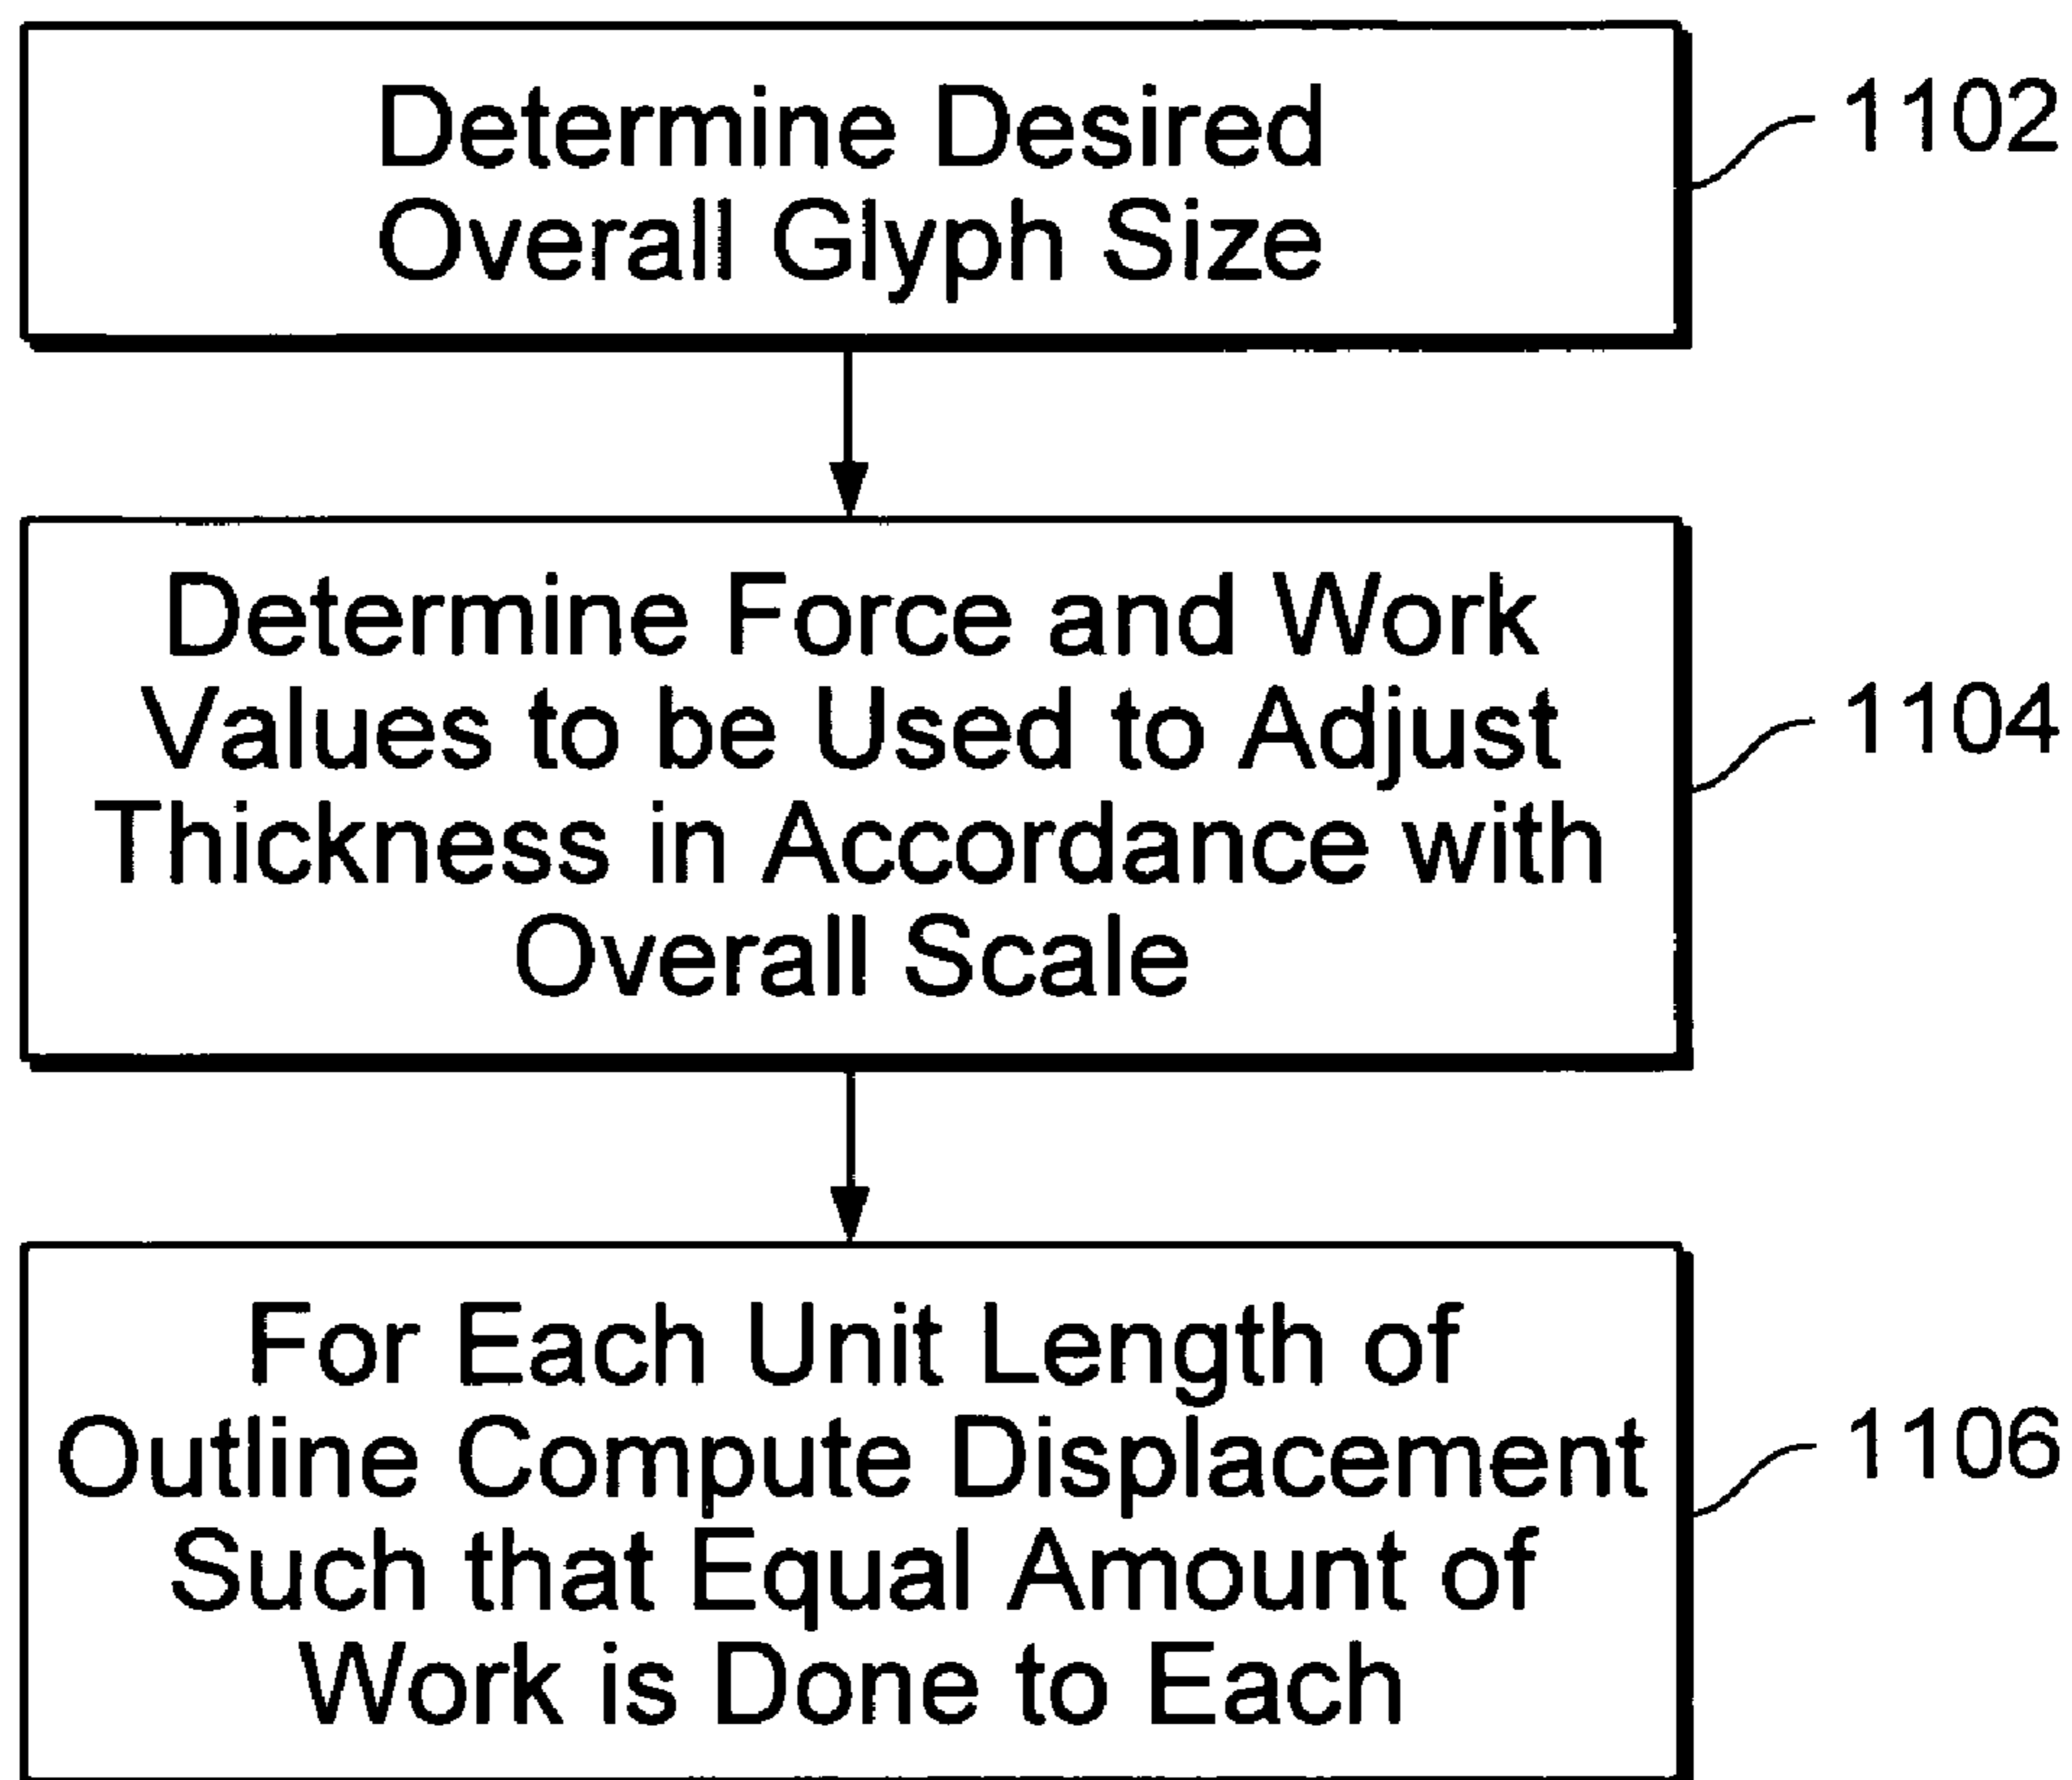 Determine Desired
Overall Glyph Size
1102
Determine Force and Work
Values to be Used to Adjust
Thickness in Accordance with
Overall Scale
1104
For Each Unit Length of
Outline Compute Displacement
Such that Equal Amount of
Work is Done to Each
1106